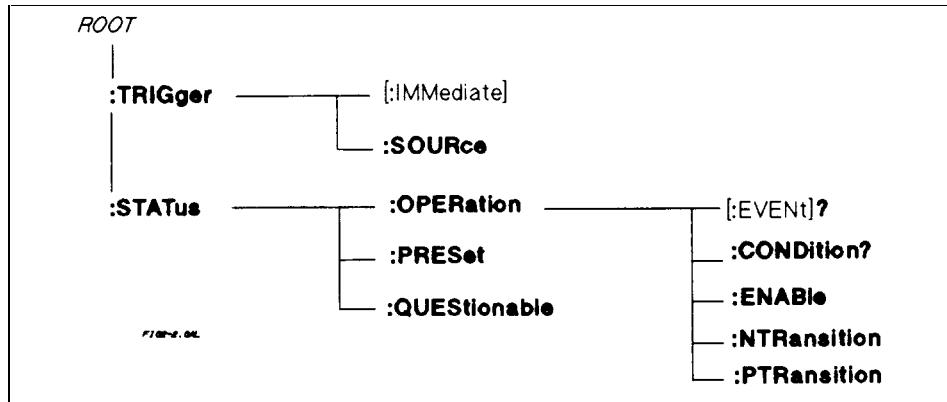 ROOT
:TRIGger [:IMMediate]
:SOURce
:STATus :OPERation [:EVENt]?
:PRESet :CONDition?
:QUEStionable :ENABle
:NTRansition
:PTRansition